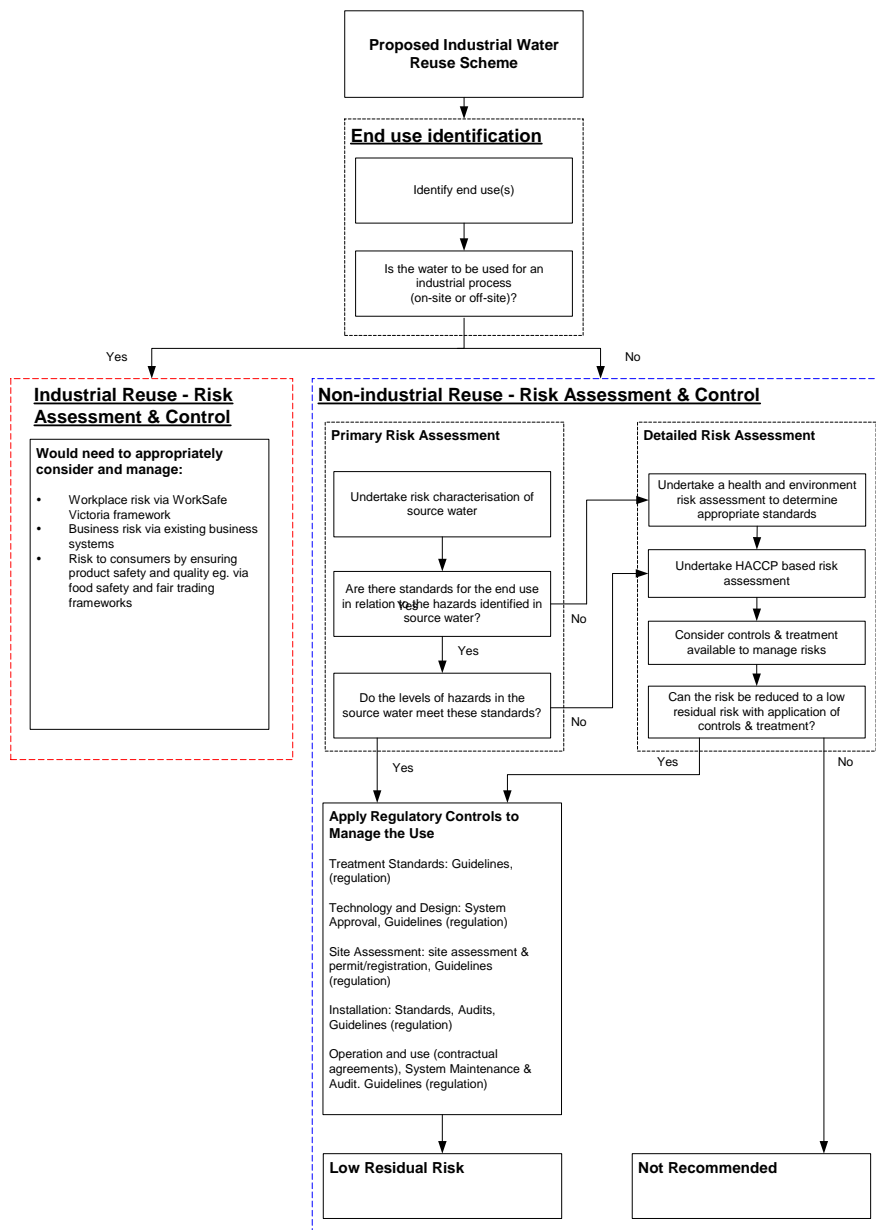 Proposed Industrial Water
Reuse Scheme
End use identification
Identify end use(s)
Is the water to be used for an
industrial process
(on-site or off-site)?
Yes
No
Industrial Reuse - Risk
Assessment & Control
Would need to appropriately
consider and manage:
• Workplace risk via WorkSafe
Victoria framework
• Business risk via existing business
systems
• Risk to consumers by ensuring
product safety and quality eg. via
food safety and fair trading
frameworks
Non-industrial Reuse - Risk Assessment & Control
Primary Risk Assessment
Undertake risk characterisation of
source water
Are there standards for the end use
in relation to the hazards identified in
source water?
Yes
No
Yes
Do the levels of hazards in the
source water meet these standards?
No
Yes
Detailed Risk Assessment
Undertake a health and environment
risk assessment to determine
appropriate standards
Undertake HACCP based risk
assessment
Consider controls & treatment
available to manage risks
Can the risk be reduced to a low
residual risk with application of
controls & treatment?
Yes
No
Apply Regulatory Controls to
Manage the Use
Treatment Standards: Guidelines,
(regulation)
Technology and Design: System
Approval, Guidelines (regulation)
Site Assessment: site assessment &
permit/registration, Guidelines
(regulation)
Installation: Standards, Audits,
Guidelines (regulation)
Operation and use (contractual
agreements), System Maintenance &
Audit. Guidelines (regulation)
Low Residual Risk
Not Recommended